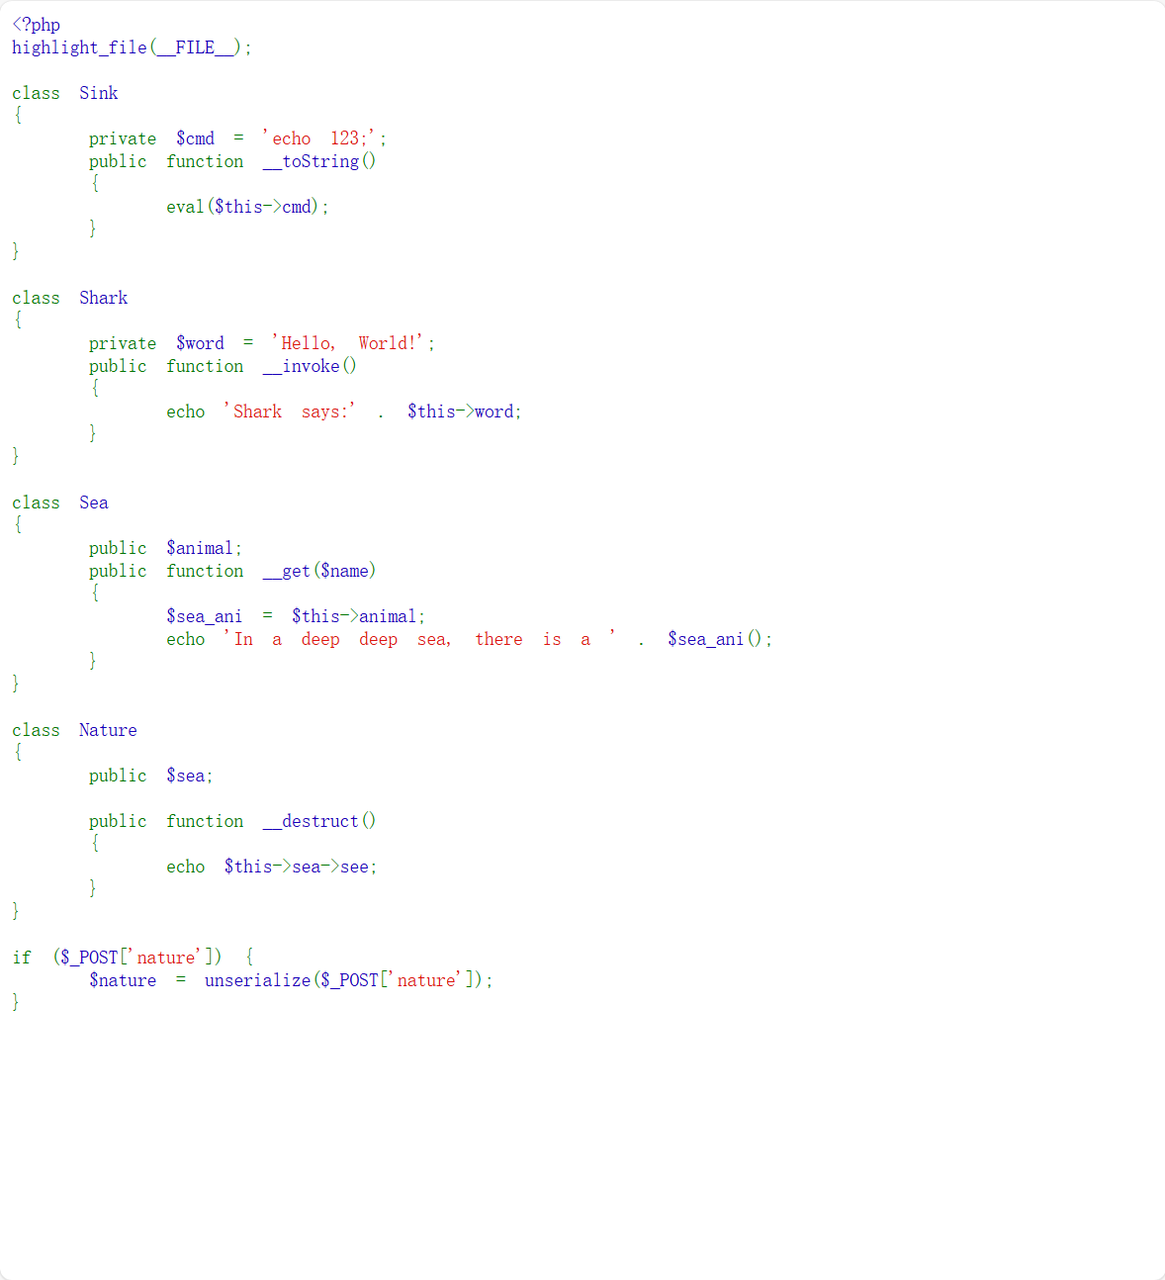 <?php
highlight_file(__FILE__);
class Sink
{
private $cmd = 'echo 123;';
public function __toString()
{
eval($this->cmd);
}
}
class Shark
{
private $word = 'Hello, World!';
public function __invoke()
{
echo 'Shark says:' . $this->word;
}
}
class Sea
{
public $animal;
public function __get($name)
{
$sea_ani = $this->animal;
echo 'In a deep deep sea, there is a ' . $sea_ani();
}
}
class Nature
{
public $sea;
public function __destruct()
{
echo $this->sea->see;
}
}
if ($_POST['nature']) {
$nature = unserialize($_POST['nature']);
}